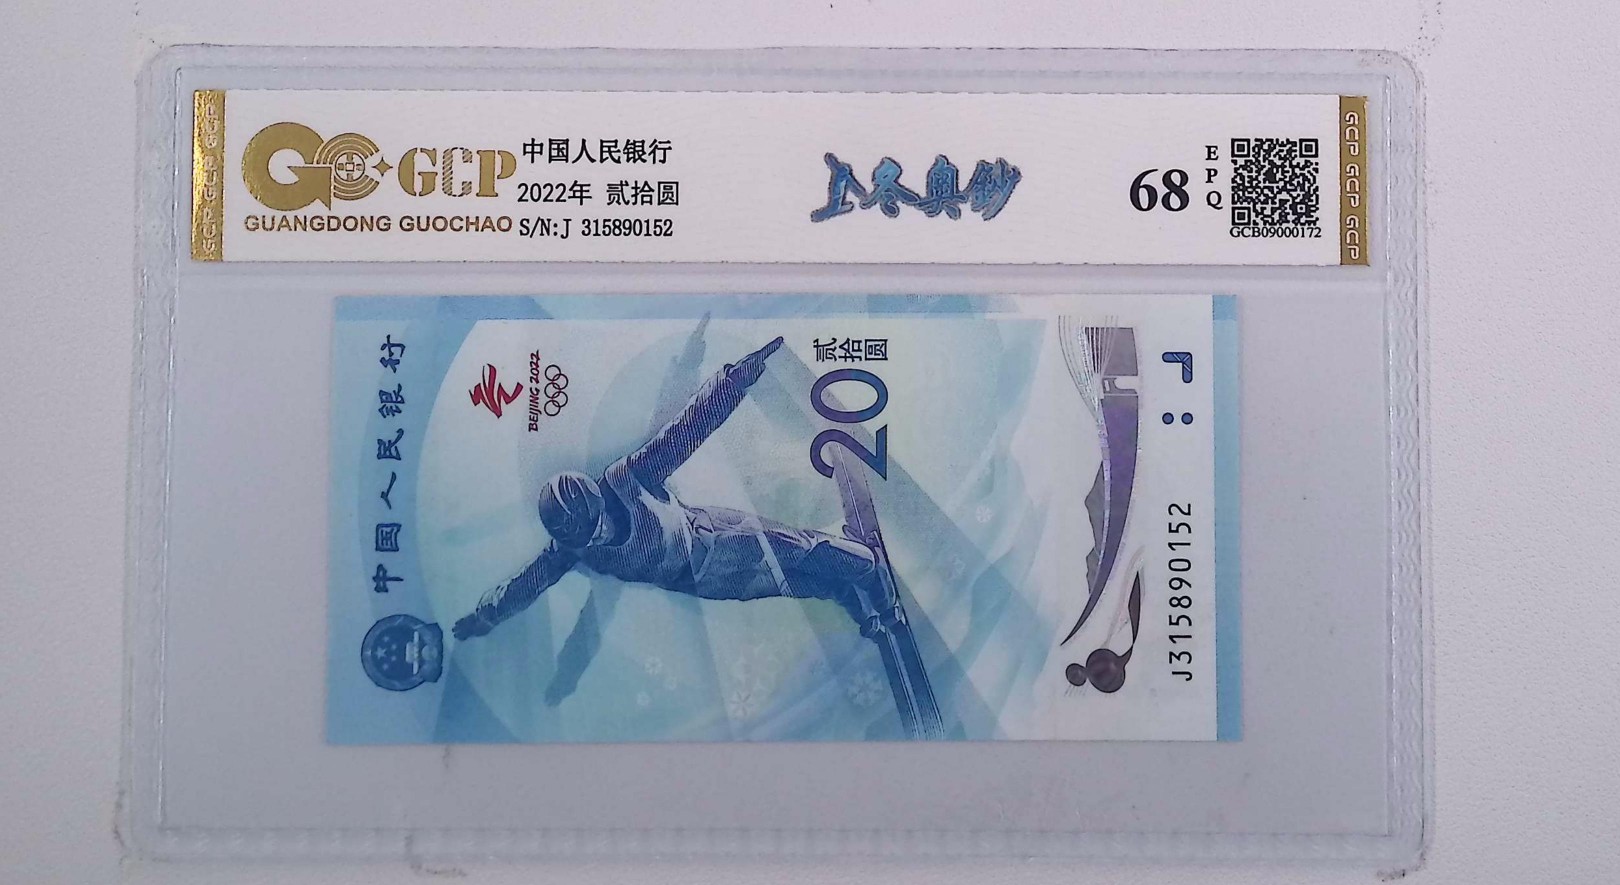 GCP GCP GCP
GCP
GUANGDONG GUOCHAO
中国人民银行
2022年 贰拾圆
S/N:J 315890152
上冬奥鈔
68
EPQ
GCB09000172
GCP GCP GCP
中国人民银行
BEIJING 2022
贰拾圆
20
J315890152